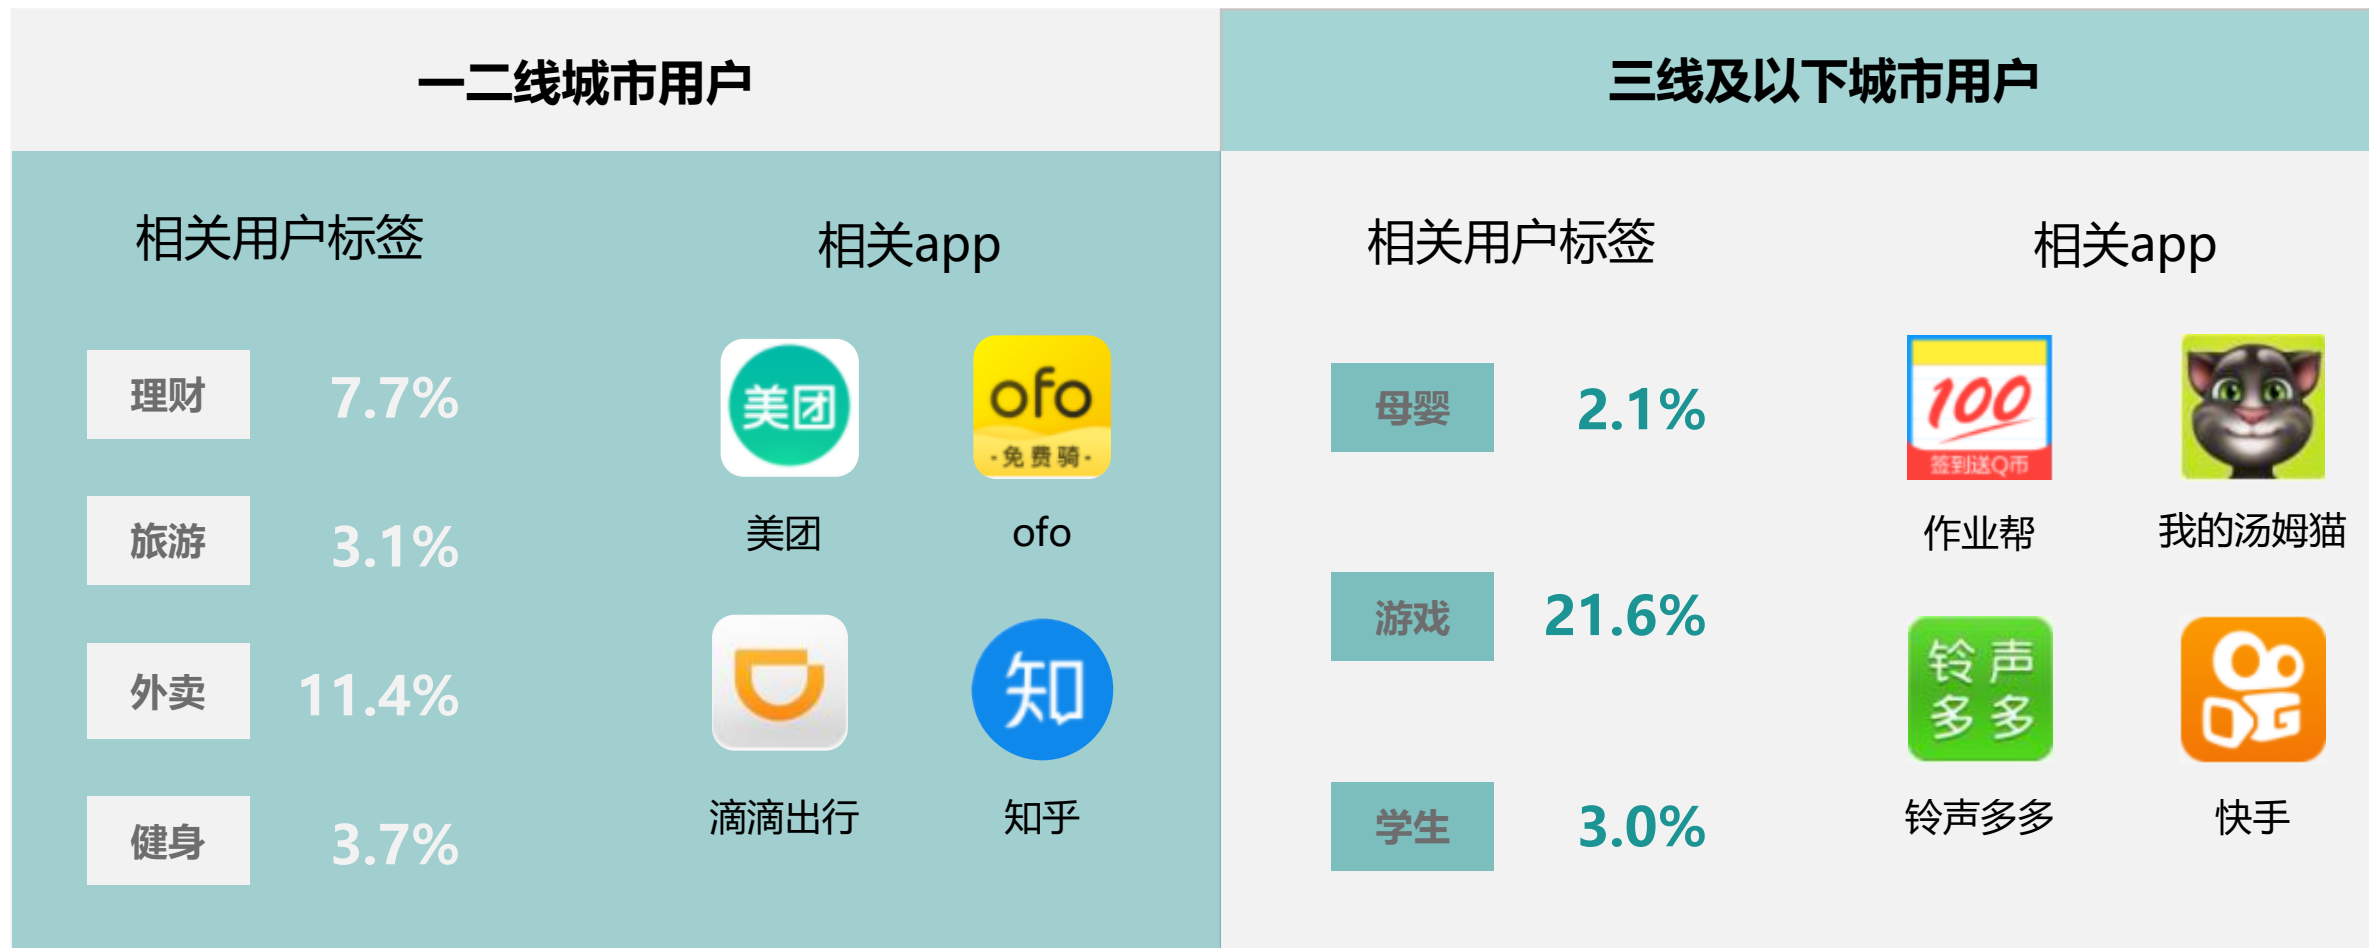 一二线城市用户
相关用户标签
相关app
理财 7.7%
旅游 3.1%
外卖 11.4%
健身 3.7%
美团
美团
ofo
免费骑
ofo
滴滴出行
知
知乎
三线及以下城市用户
相关用户标签
相关app
母婴 2.1%
游戏 21.6%
学生 3.0%
100
签到送Q币
作业帮
我的汤姆猫
铃声
多多
铃声多多
快手